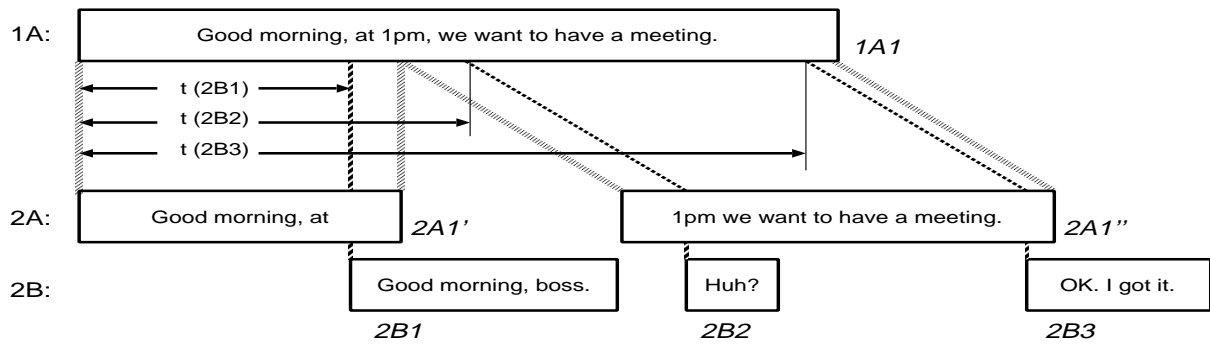 1A: Good morning, at 1pm, we want to have a meeting. 1A1
t (2B1)
t (2B2)
t (2B3)
2A: Good morning, at 2A1’ 1pm we want to have a meeting. 2A1’’
2B: Good morning, boss. Huh? OK. I got it.
2B1 2B2 2B3